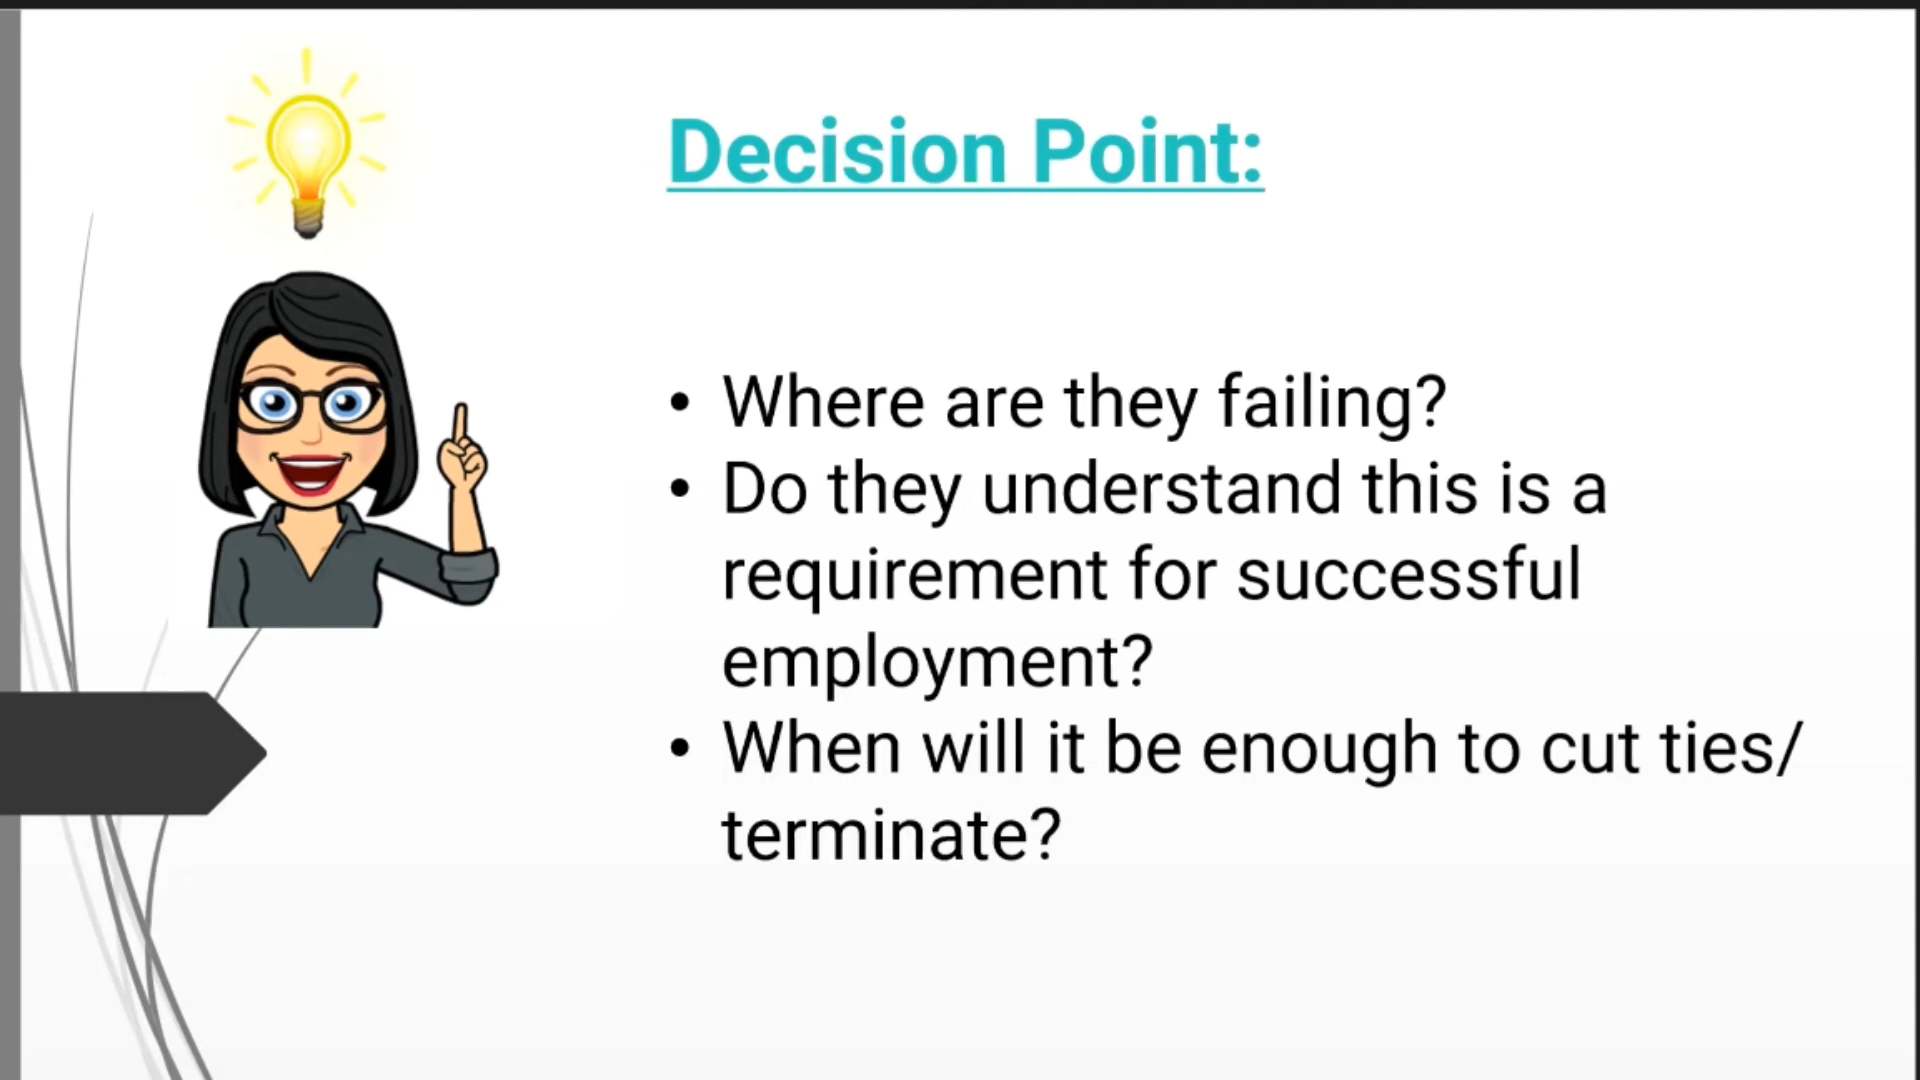 Decision Point:
• Where are they failing?
• Do they understand this is a
requirement for successful
employment?
• When will it be enough to cut ties/
terminate?